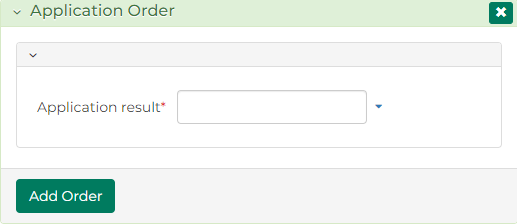 Application Order
Application result*
Add Order